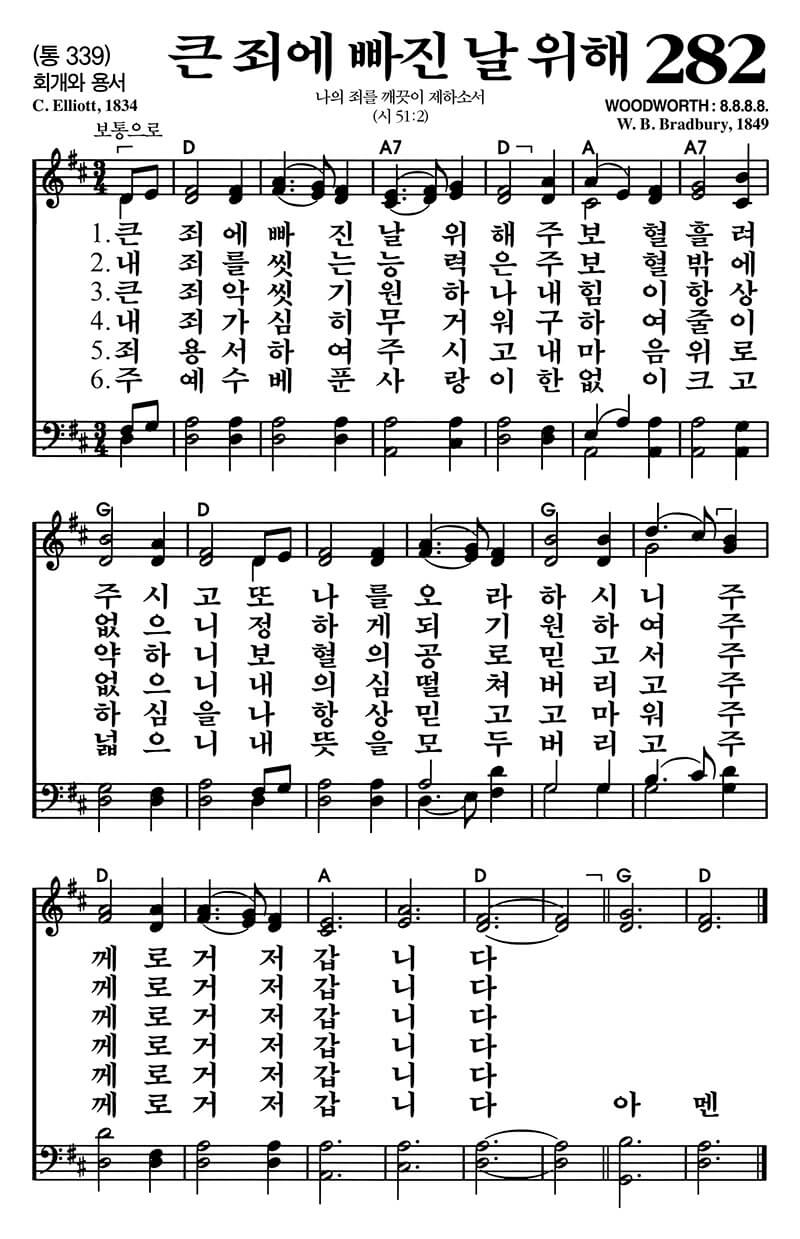 (통 339)
회개와 용서
C. Elliott, 1834
큰 죄에 빠진 날 위해 282
나의 죄를 깨끗이 제하소서
(시 51:2)
WOODWORTH : 8.8.8.8.
W. B. Bradbury, 1849
보통으로
D A7 D A A7
3 4
1. 큰 죄 에 빠 진 날 위 해 주 보 혈 흘 려
2. 내 죄 를 씻 는 능 력 은 주 보 혈 밖 에
3. 큰 죄 악 씻 기 원 하 나 내 힘 이 항 상
4. 내 죄 가 심 히 무 거 워 구 하 여 줄 이
5. 죄 용 서 하 여 주 시 고 내 마 음 위 로
6. 주 예 수 베 푼 사 랑 이 한 없 이 크 고
3 4
G D G
주 시 고 또 나 를 오 라 하 시 니 주
없 으 니 정 하 게 되 기 원 하 여 주
약 하 니 보 혈 의 공 로 믿 고 서 주
없 으 니 내 의 심 떨 쳐 버 리 고 주
하 심 을 나 항 상 믿 고 고 마 워 주
넓 으 니 내 뜻 을 모 두 버 리 고 주
D A D G D
께 로 거 저 갑 니 다
께 로 거 저 갑 니 다
께 로 거 저 갑 니 다
께 로 거 저 갑 니 다
께 로 거 저 갑 니 다
께 로 거 저 갑 니 다 아 멘